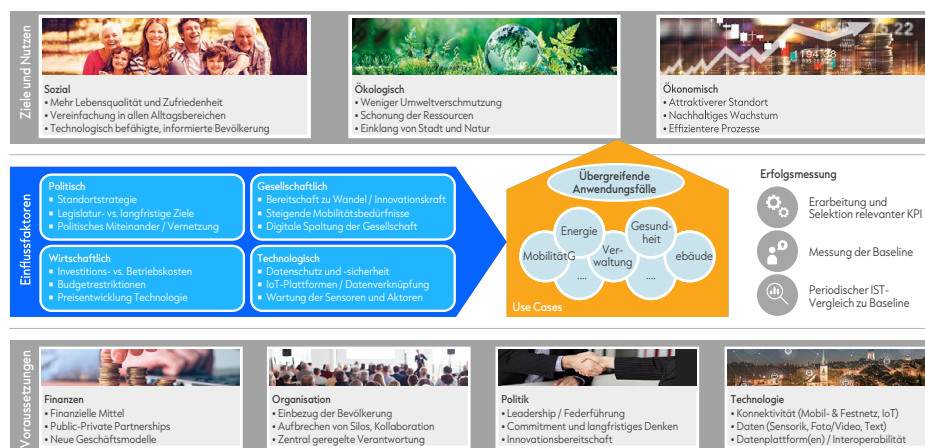 Ziele und Nutzen
Sozial
• Mehr Lebensqualität und Zufriedenheit
• Vereinfachung in allen Alltagsbereichen
• Technologisch befähigte, informierte Bevölkerung
Ökologisch
• Weniger Umweltverschmutzung
• Schonung der Ressourcen
• Einklang von Stadt und Natur
75,22
1194.38
Ökonomisch
• Attraktiverer Standort
• Nachhaltiges Wachstum
• Effizientere Prozesse
Einflussfaktoren
Politisch
▪ Standortstrategie
▪ Legislatur- vs. langfristige Ziele
▪ Politisches Miteinander / Vernetzung
Gesellschaftlich
▪ Bereitschaft zu Wandel / Innovationskraft
▪ Steigende Mobilitätsbedürfnisse
▪ Digitale Spaltung der Gesellschaft
Wirtschaftlich
▪ Investitions- vs. Betriebskosten
▪ Budgetrestriktionen
▪ Preisentwicklung Technologie
Technologisch
▪ Datenschutz und -sicherheit
▪ IoT-Plattformen / Datenverknüpfung
▪ Wartung der Sensoren und Aktoren
Übergreifende
Anwendungsfälle
Energie
Gesund-
heit
MobilitätG
Ver-
waltung
ebäude
....
....
Use Cases
Erfolgsmessung
Erarbeitung und
Selektion relevanter KPI
Messung der Baseline
Periodischer IST-
Vergleich zu Baseline
Voraussetzungen
Finanzen
• Finanzielle Mittel
• Public-Private Partnerships
• Neue Geschäftsmodelle
Organisation
• Einbezug der Bevölkerung
• Aufbrechen von Silos, Kollaboration
• Zentral geregelte Verantwortung
Politik
• Leadership / Federführung
• Commitment und langfristiges Denken
• Innovationsbereitschaft
Technologie
• Konnektivität (Mobil- & Festnetz, IoT)
• Daten (Sensorik, Foto/Video, Text)
• Datenplattform(en) / Interoperabilität